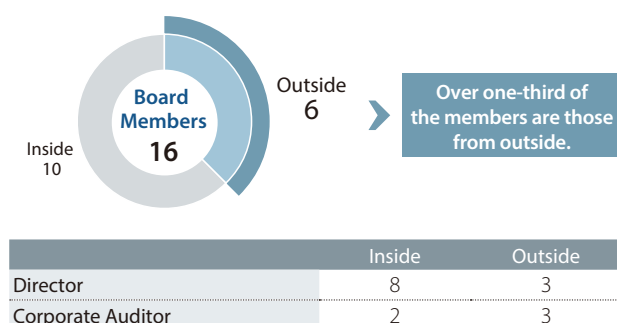 Board
Members
16
Outside
6
Inside
10
Over one-third of
the members are those
from outside.
Inside Outside
Director 8 3
Corporate Auditor 2 3